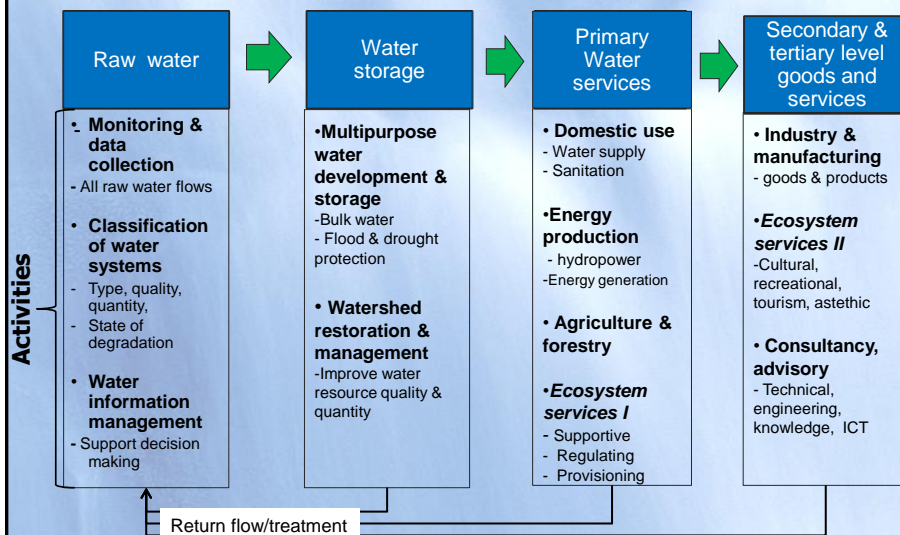 Raw water
Water
storage
Primary
Water
services
Secondary &
tertiary level
goods and
services
Activities
• Monitoring &
data
collection
- All raw water flows
• Classification
of water
systems
- Type, quality,
quantity,
- State of
degradation
• Water
information
management
- Support decision
making
•Multipurpose
water
development &
storage
-Bulk water
- Flood & drought
protection
• Watershed
restoration &
management
-Improve water
resource quality &
quantity
• Domestic use
- Water supply
- Sanitation
•Energy
production
- hydropower
-Energy generation
• Agriculture &
forestry
•Ecosystem
services I
- Supportive
- Regulating
- Provisioning
• Industry &
manufacturing
- goods & products
•Ecosystem
services II
-Cultural,
recreational,
tourism, astethic
• Consultancy,
advisory
- Technical,
engineering,
knowledge, ICT
Return flow/treatment